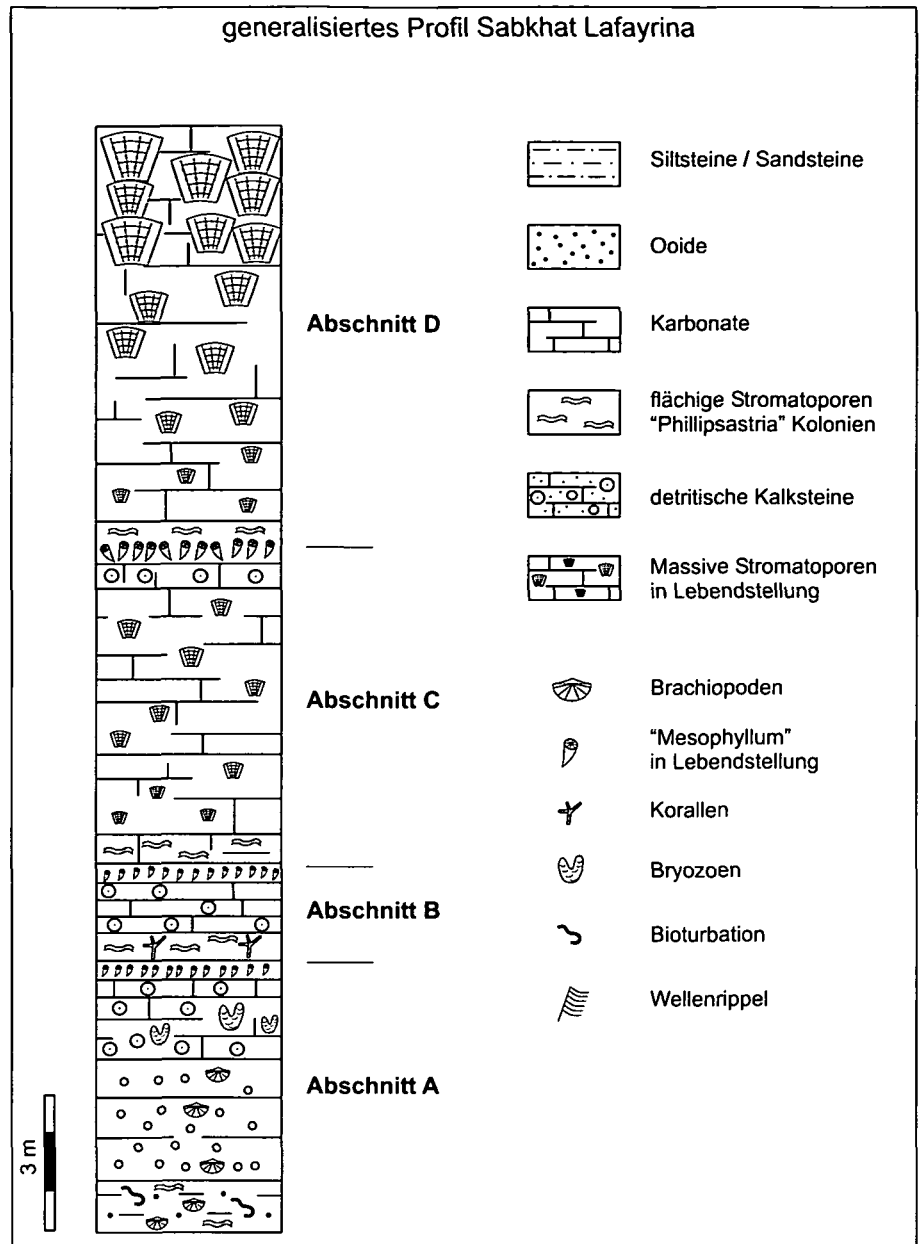 generalisiertes Profil Sabkhat Lafayrina
Abschnitt D
Abschnitt C
Abschnitt B
Abschnitt A
3 m
Siltsteine / Sandsteine
Ooide
Karbonate
flächige Stromatoporen
"Phillipsastria" Kolonien
detritische Kalksteine
Massive Stromatoporen
in Lebendstellung
Brachiopoden
"Mesophyllum"
in Lebendstellung
Korallen
Bryozoen
Bioturbation
Wellenrippel